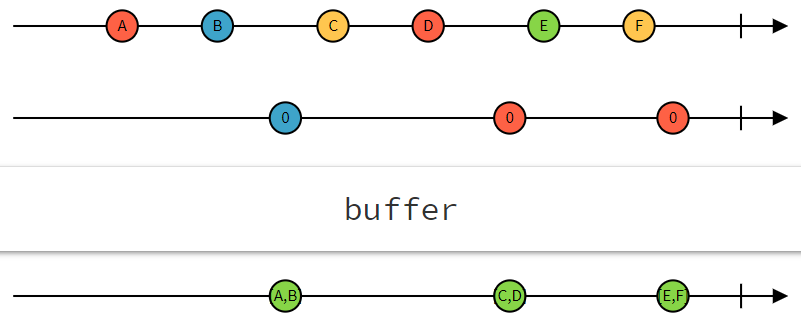 A B C D E F
0 0 0
buffer
A,B C,D E,F